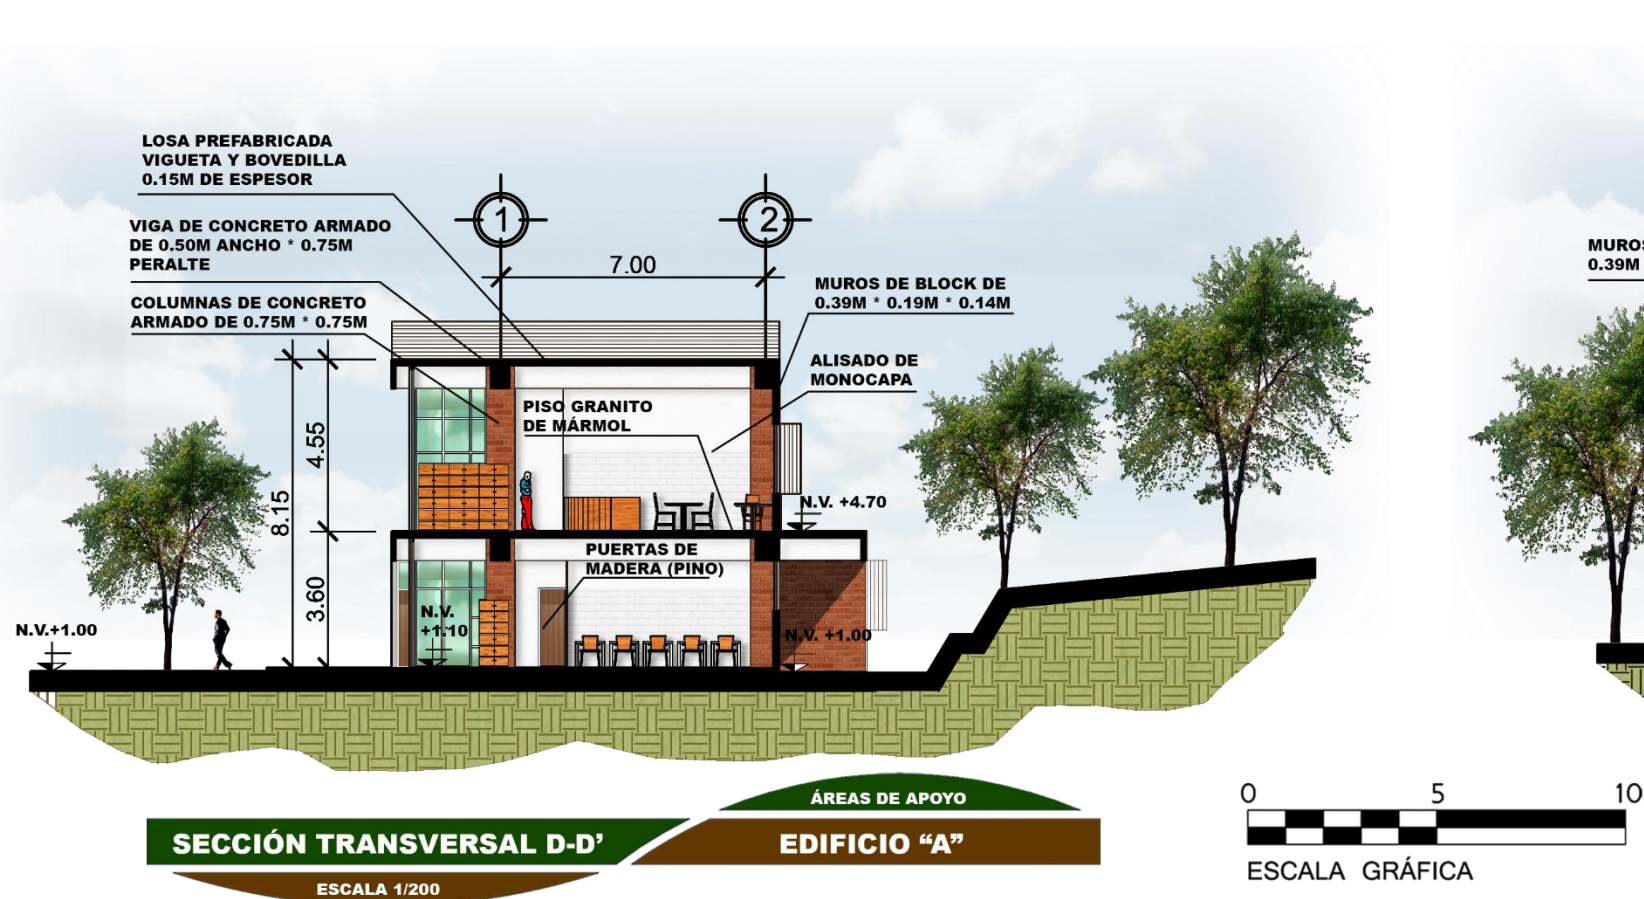 LOSA PREFABRICADA
VIGUETA Y BOVEDILLA
0.15M DE ESPESOR
VIGA DE CONCRETO ARMADO
DE 0.50M ANCHO * 0.75M
PERALTE
COLUMNAS DE CONCRETO
ARMADO DE 0.75M * 0.75M
1
2
7.00
MUROS DE BLOCK DE
0.39M * 0.19M * 0.14M
ALISADO DE
MONOCAPA
PISO GRANITO
DE MÁRMOL
4.55
8.15
3.60
N.V. +4.70
PUERTAS DE
MADERA (PINO)
N.V.
+1.10
N.V. +1.00
N.V.+1.00
MUROS
0.39M
ÁREAS DE APOYO
SECCIÓN TRANSVERSAL D-D’
EDIFICIO “A”
ESCALA 1/200
0 5 10
ESCALA GRÁFICA